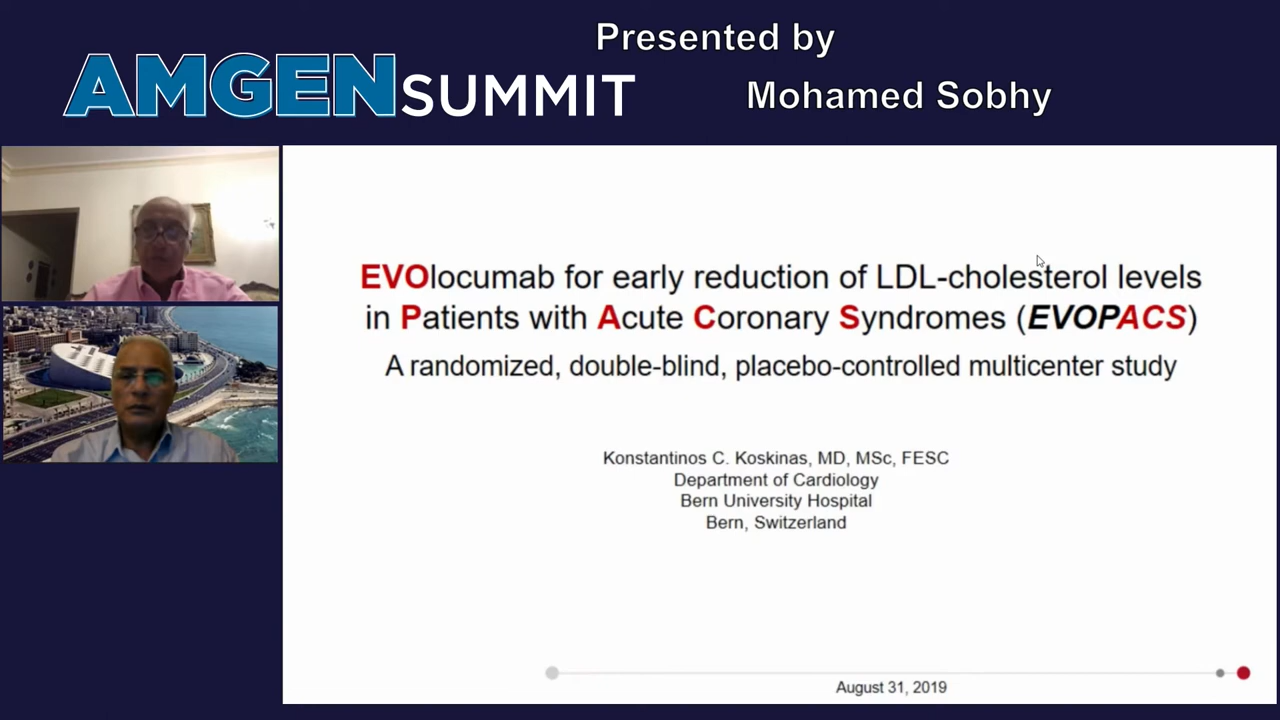 Presented by
AMGEN SUMMIT
Mohamed Sobhy
EVOlocumab for early reduction of LDL-cholesterol levels
in Patients with Acute Coronary Syndromes (EVOPACS)
A randomized, double-blind, placebo-controlled multicenter study
Konstantinos C. Koskinas, MD, MSc, FESC
Department of Cardiology
Bern University Hospital
Bern, Switzerland
August 31, 2019